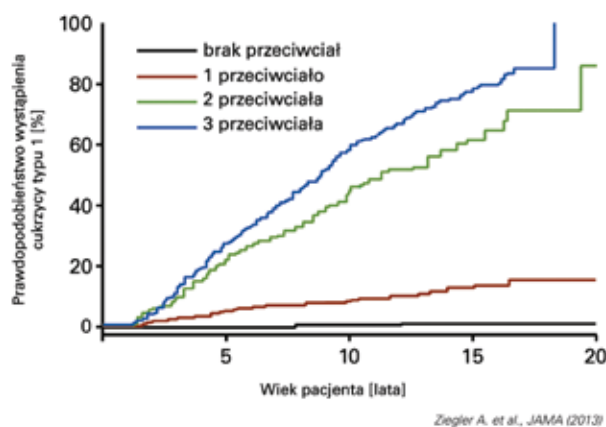 Prawdopodobieństwo wystąpienia
cukrzycy typu 1 [%]
100
80
60
40
20
0
brak przeciwciał
1 przeciwciało
2 przeciwciała
3 przeciwciała
5
10
15
20
Wiek pacjenta [lata]
Ziegler A. et al., JAMA (2013)